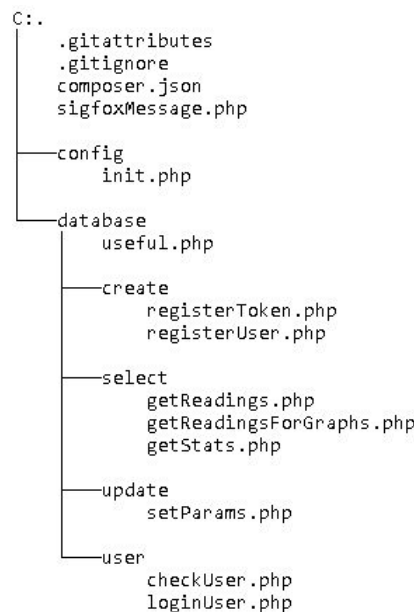 C:.
.gitattributes
.gitignore
composer.json
sigfoxMessage.php
config
init.php
database
useful.php
create
registerToken.php
registerUser.php
select
getReadings.php
getReadingsForGraphs.php
getStats.php
update
setParams.php
user
checkUser.php
loginUser.php